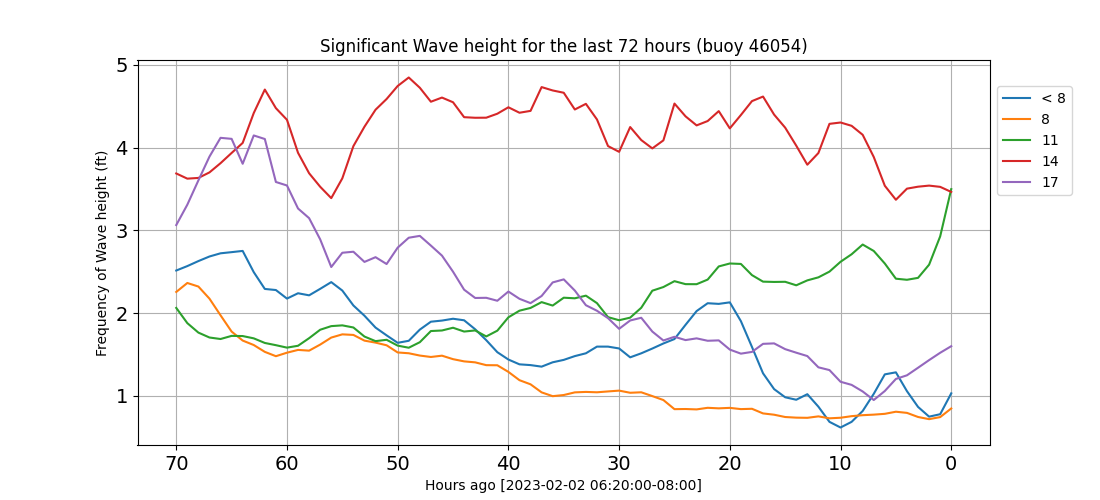 Significant Wave height for the last 72 hours (buoy 46054)
Frequency of Wave height (ft)
5
4
3
2
1
70 60 50 40 30 20 10 0
Hours ago [2023-02-02 06:20:00-08:00]
< 8
8
11
14
17